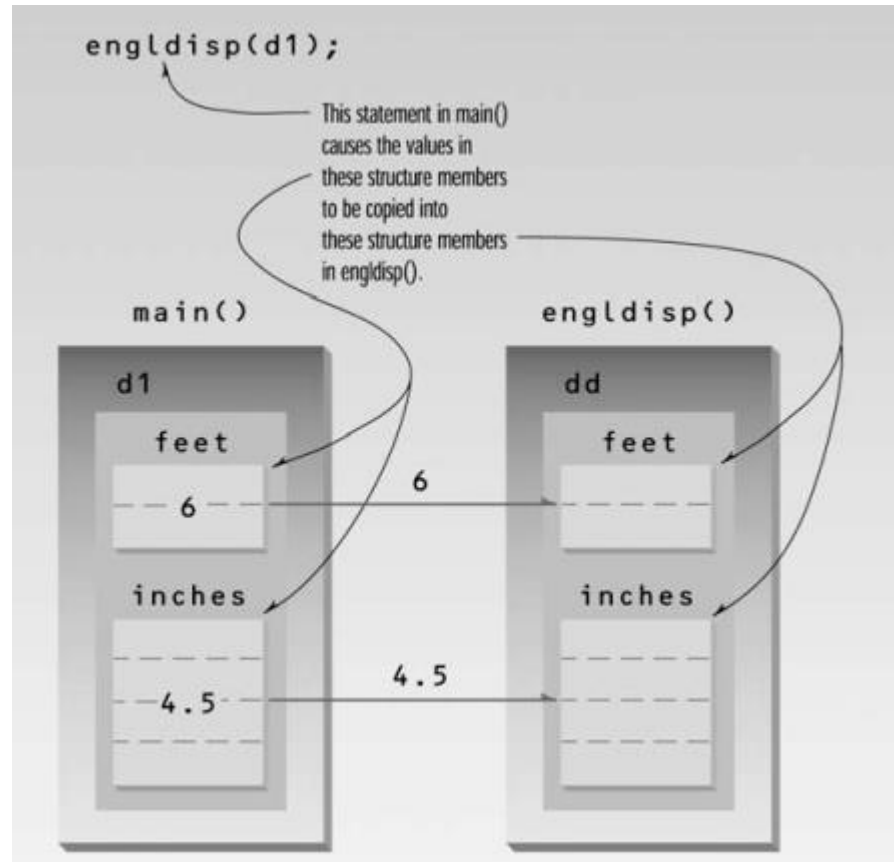 engldisp(d1);
This statement in main()
causes the values in
these structure members
to be copied into
these structure members
in engldisp().
main()
engldisp()
d1
dd
feet
feet
6
6
inches
inches
4.5
4.5